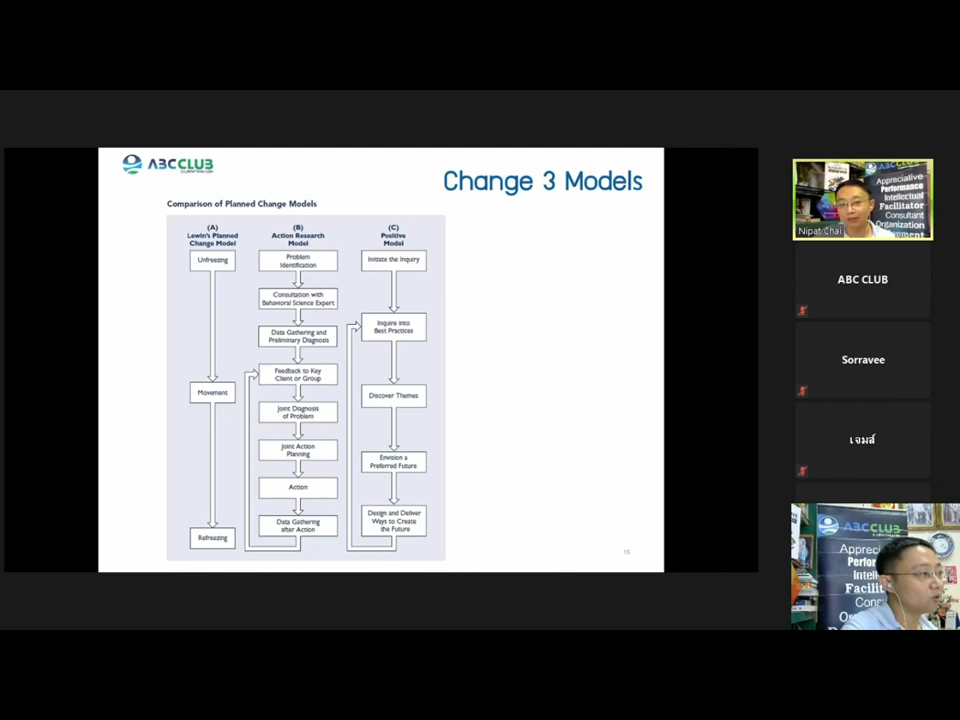 ABCCLUB
Change 3 Models
Comparison of Planned Change Models
(A)
Lewin's Planned
Change Model
Unfreezing
Movement
Refreezing
(B)
Action Research
Model
Problem
Identification
Consultation with
Behavioral Science Expert
Data Gathering and
Preliminary Diagnosis
Feedback to Key
Client or Group
Joint Diagnosis
of Problem
Joint Action
Planning
Action
Data Gathering
after Action
(C)
Positive
Model
Initiate the Inquiry
Inquire into
Best Practices
Discover Themes
Envision a
Preferred Future
Design and Deliver
Ways to Create
the Future
16
Appreciative
Performance
Intellectual
Facilitator
Consultant
Organization
Nipat Chai
ABC CLUB
Sorravee
เจมส์
ABCCLUB